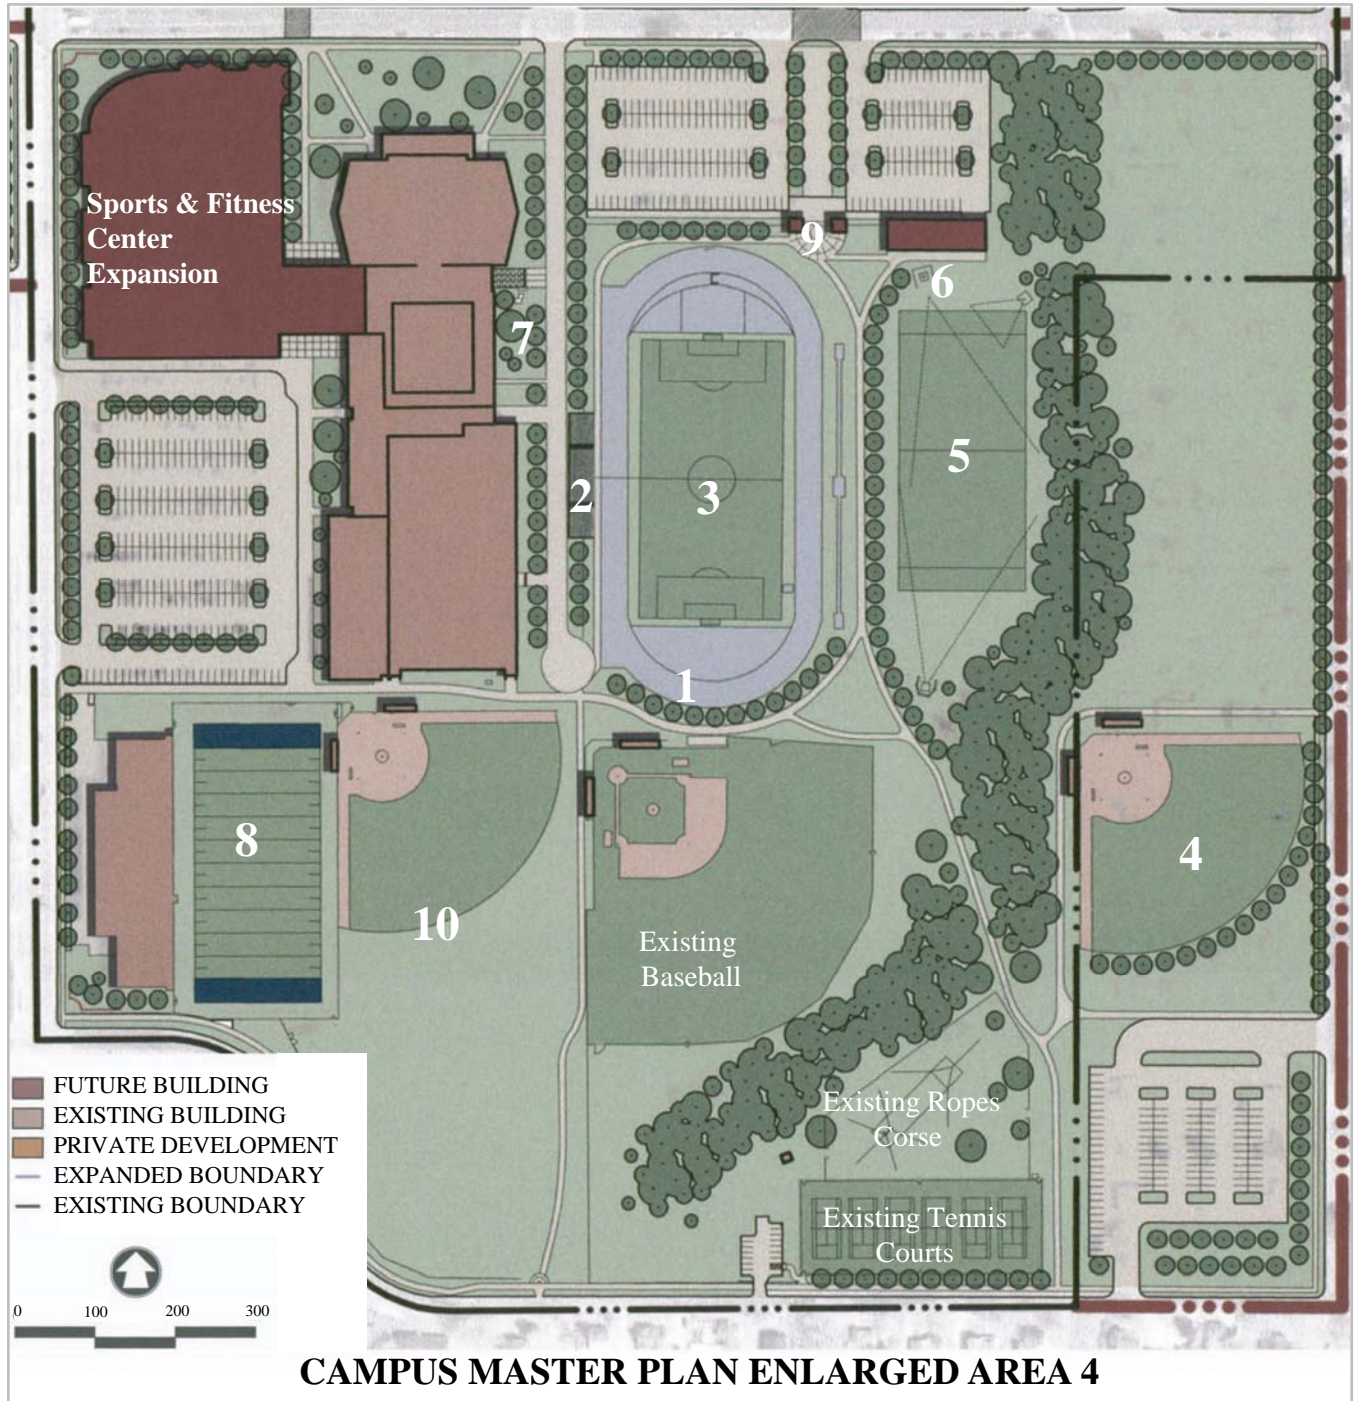 Sports & Fitness
Center
Expansion
9
6
7
5
2
3
1
8
4
10
Existing
Baseball
Existing Ropes
Corse
Existing Tennis
Courts
FUTURE BUILDING
EXISTING BUILDING
PRIVATE DEVELOPMENT
EXPANDED BOUNDARY
EXISTING BOUNDARY
0 100 200 300
CAMPUS MASTER PLAN ENLARGED AREA 4